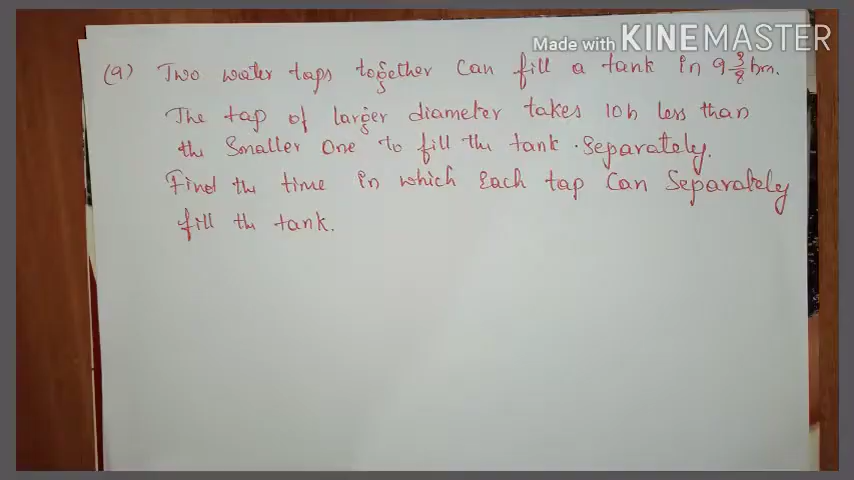 Made with KINEMASTER
(9) Two water taps together can fill a tank in 9 3/8 hrs.
The tap of larger diameter takes 10h less than
the Smaller One to fill the tank. Separately.
Find the time in which Each tap Can Separately
fill the tank.